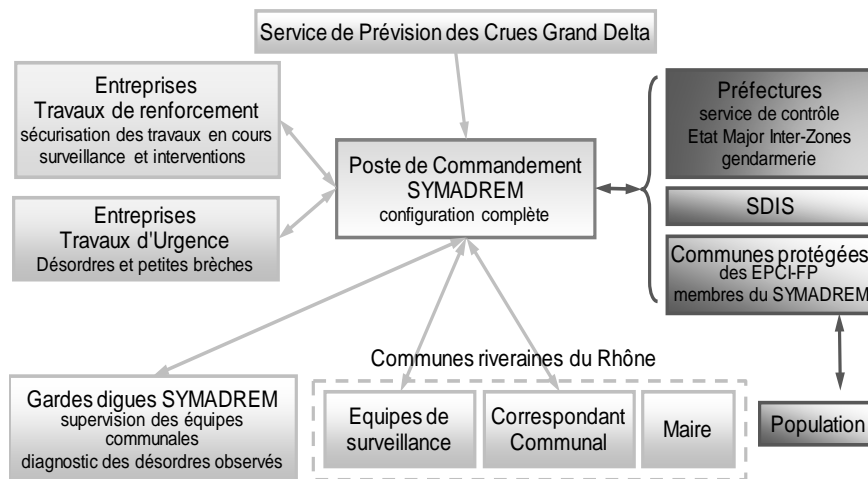 Service de Prévision des Crues Grand Delta
Entreprises
Travaux de renforcement
sécurisation des travaux en cours
surveillance et interventions
Préfectures
service de contrôle
Etat Major Inter-Zones
gendarmerie
Poste de Commandement
SYMADREM
configuration complète
SDIS
Entreprises
Travaux d'Urgence
Désordres et petites brèches
Communes protégées
des EPCI-FP
membres du SYMADREM
Communes riveraines du Rhône
Gardes digues SYMADREM
supervision des équipes
communales
diagnostic des désordres observés
Equipes de
surveillance
Correspondant
Communal
Maire
Population